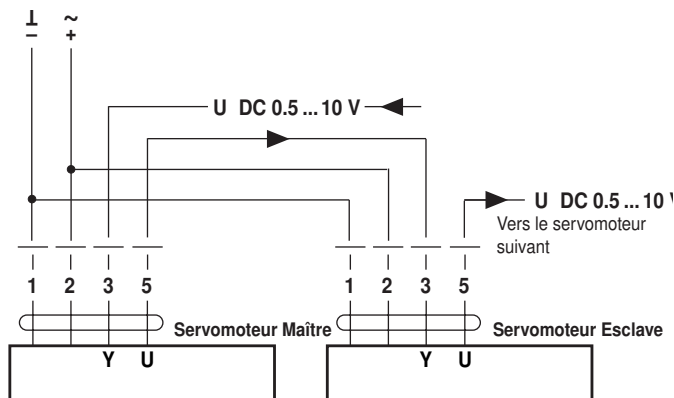 ⊥ ~
− +
U DC 0.5 ... 10 V
U DC 0.5 ... 10 V
Vers le servomoteur
suivant
1 2 3 5 1 2 3 5
Servomoteur Maître Servomoteur Esclave
Y U Y U